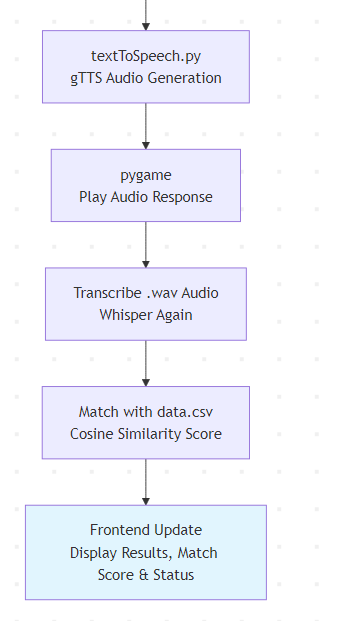 textToSpeech.py
gTTS Audio Generation
pygame
Play Audio Response
Transcribe .wav Audio
Whisper Again
Match with data.csv
Cosine Similarity Score
Frontend Update
Display Results, Match
Score & Status